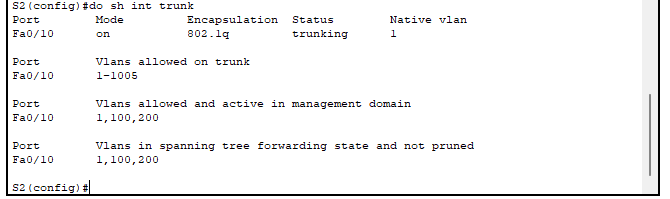 S2(config)#do sh int trunk
Port        Mode         Encapsulation  Status        Native vlan
Fa0/10      on           802.1q         trunking      1
Port        Vlans allowed on trunk
Fa0/10      1-1005
Port        Vlans allowed and active in management domain
Fa0/10      1,100,200
Port        Vlans in spanning tree forwarding state and not pruned
Fa0/10      1,100,200
S2(config)#